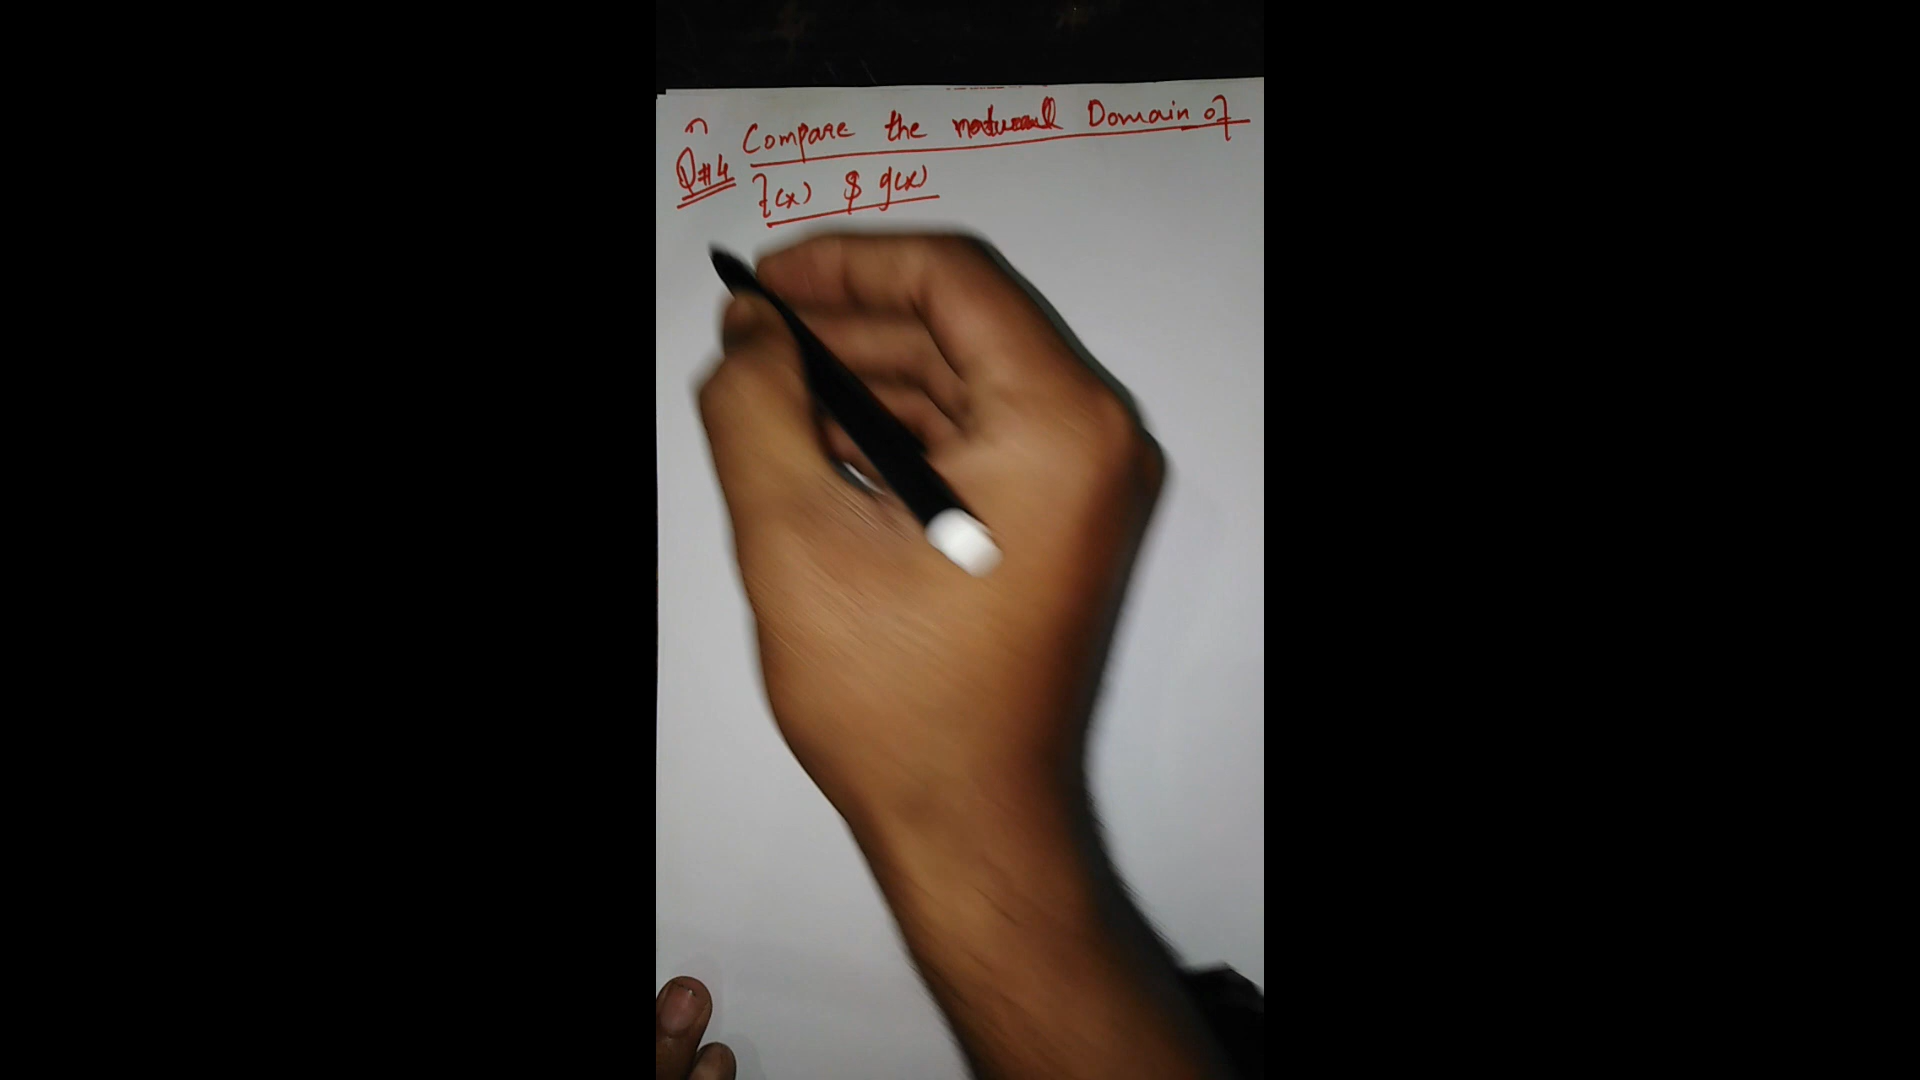 Compare the natural Domain of
Q#4 f(x) & g(x)